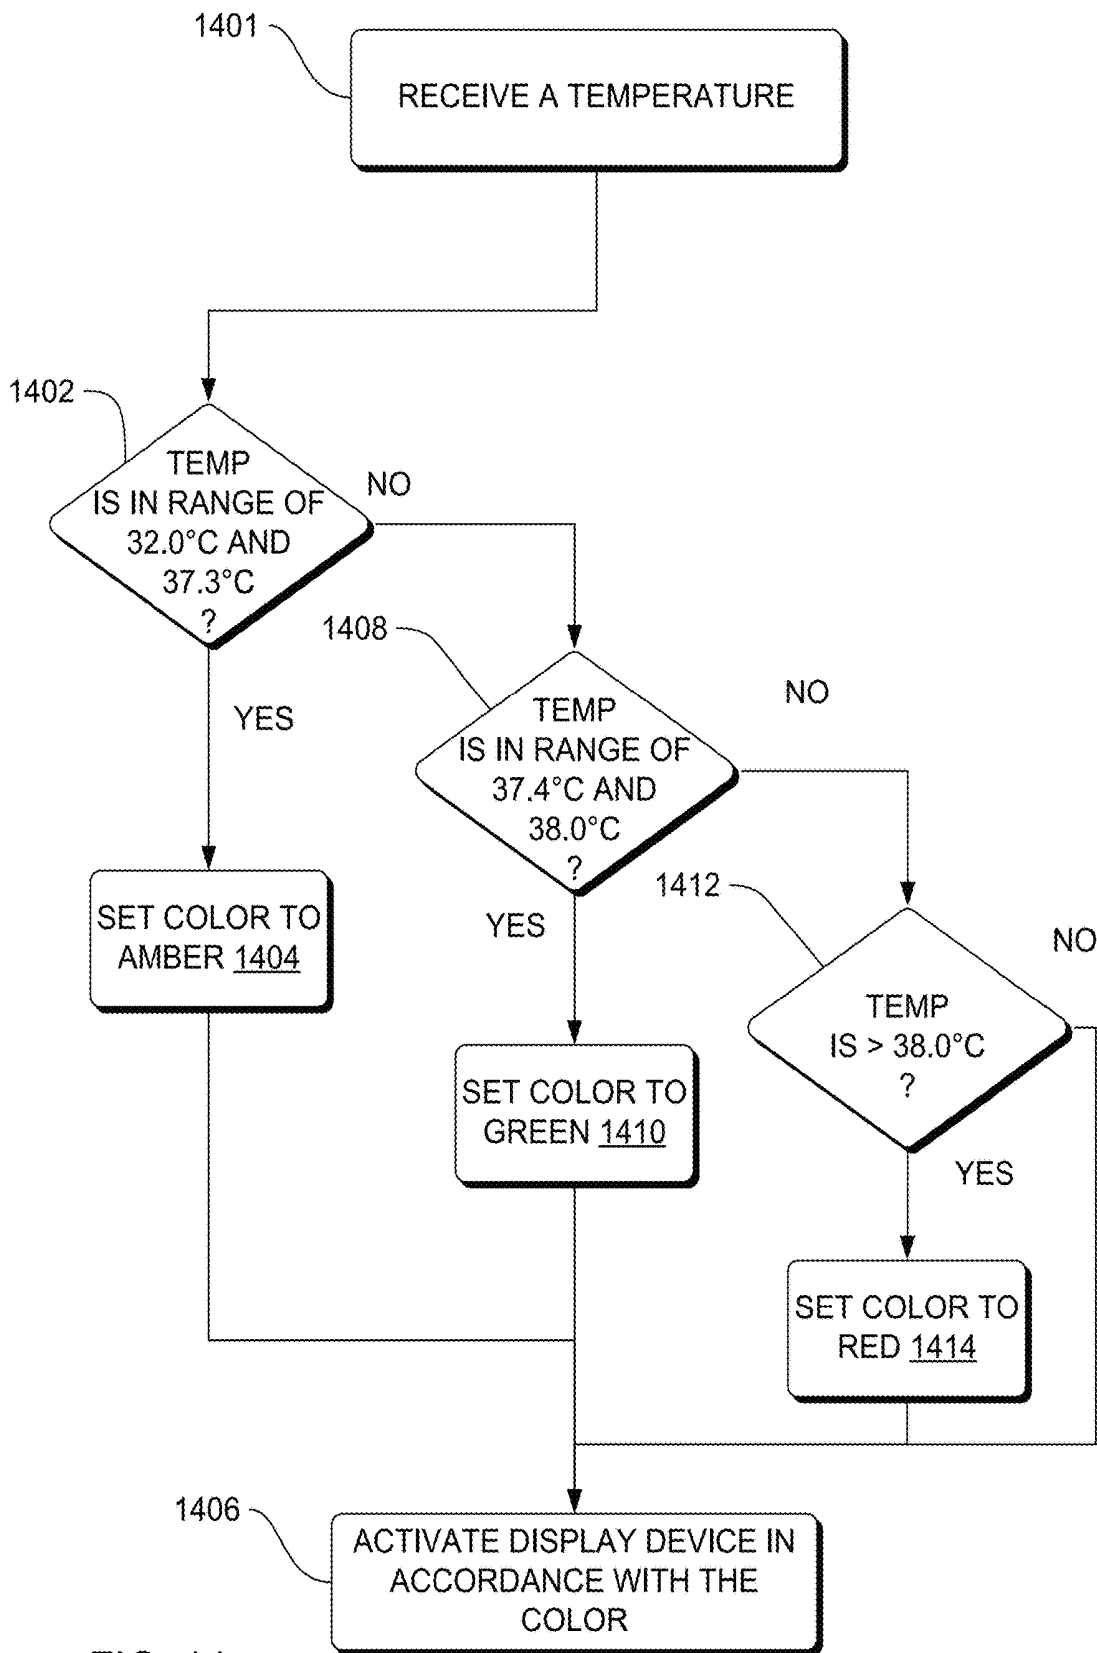 1401
RECEIVE A TEMPERATURE
1402
TEMP
IS IN RANGE OF
32.0°C AND
37.3°C
?
NO
YES
1408
TEMP
IS IN RANGE OF
37.4°C AND
38.0°C
?
NO
YES
SET COLOR TO
AMBER 1404
1412
TEMP
IS > 38.0°C
?
NO
YES
SET COLOR TO
GREEN 1410
SET COLOR TO
RED 1414
1406
ACTIVATE DISPLAY DEVICE IN
ACCORDANCE WITH THE
COLOR